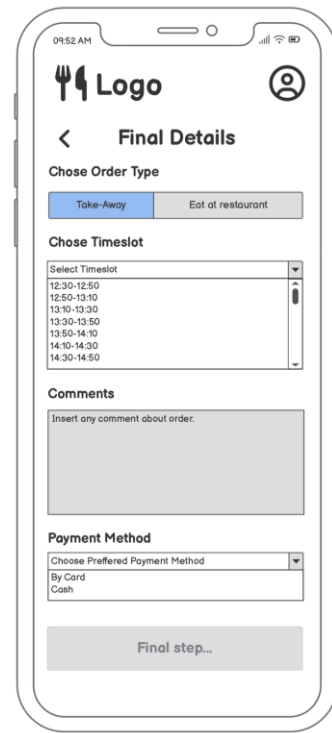 09:52 AM
Logo
Final Details
Chose Order Type
Take-Away
Eat at restaurant
Chose Timeslot
Select Timeslot
12:30-12:50
12:50-13:10
13:10-13:30
13:30-13:50
13:50-14:10
14:10-14:30
14:30-14:50
Comments
Insert any comment about order.
Payment Method
Choose Preffered Payment Method
By Card
Cash
Final step...